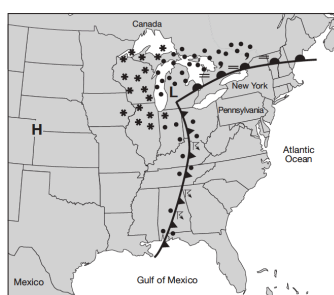 Canada
L
New York
H
Pennsylvania
Atlantic
Ocean
Mexico
Gulf of Mexico